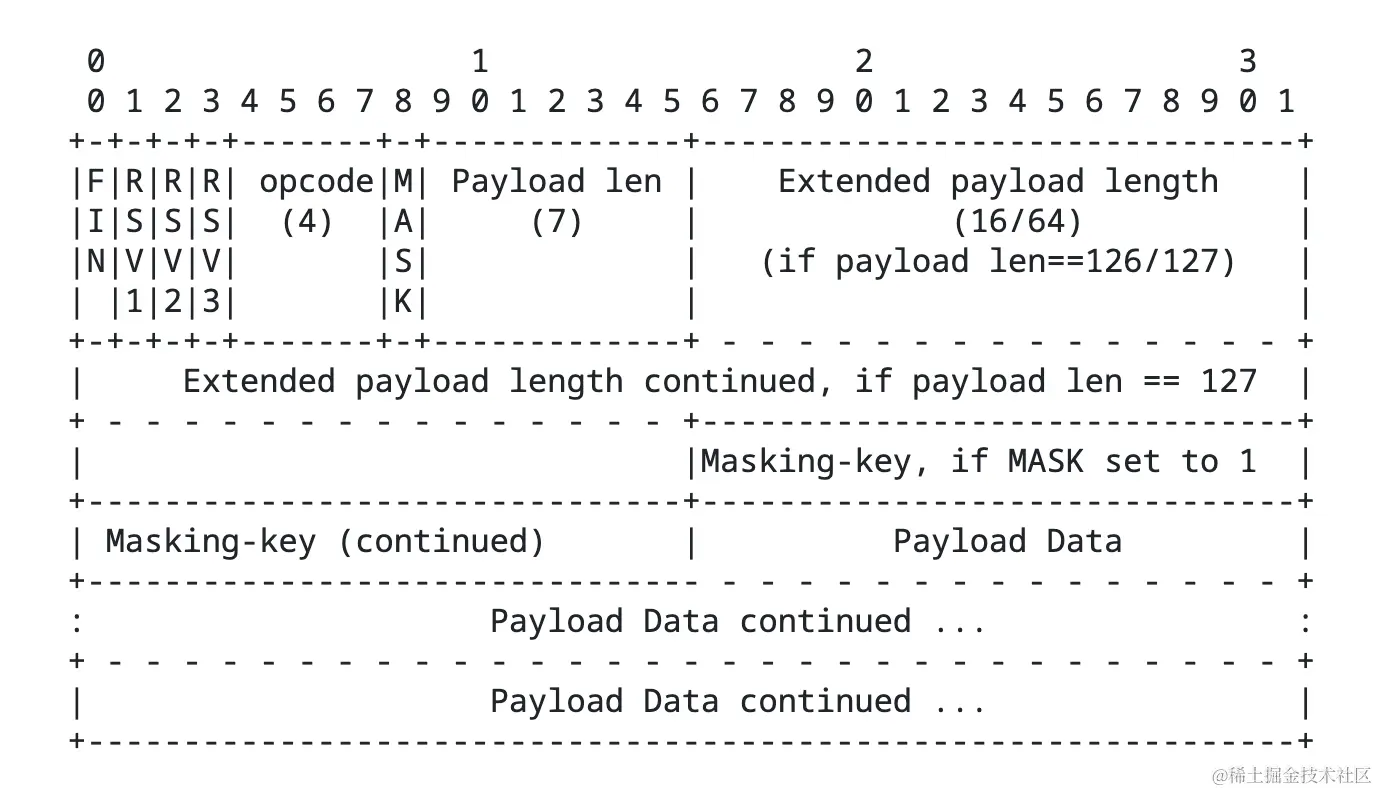 0                   1                   2                   3
 0 1 2 3 4 5 6 7 8 9 0 1 2 3 4 5 6 7 8 9 0 1 2 3 4 5 6 7 8 9 0 1
+-+-+-+-+-------+-+-------------+-------------------------------+
|F|R|R|R| opcode|M| Payload len |    Extended payload length    |
|I|S|S|S|  (4)  |A|     (7)     |             (16/64)           |
|N|V|V|V|       |S|             |   (if payload len==126/127)   |
| |1|2|3|       |K|             |                               |
+-+-+-+-+-------+-+-------------+ - - - - - - - - - - - - - - - +
|     Extended payload length continued, if payload len == 127  |
+ - - - - - - - - - - - - - - - +-------------------------------+
|                               |Masking-key, if MASK set to 1  |
+-------------------------------+-------------------------------+
| Masking-key (continued)       |          Payload Data         |
+-------------------------------- - - - - - - - - - - - - - - - +
:                     Payload Data continued ...                :
+ - - - - - - - - - - - - - - - - - - - - - - - - - - - - - - - +
|                     Payload Data continued ...                |
+---------------------------------------------------------------+
@稀土掘金技术社区